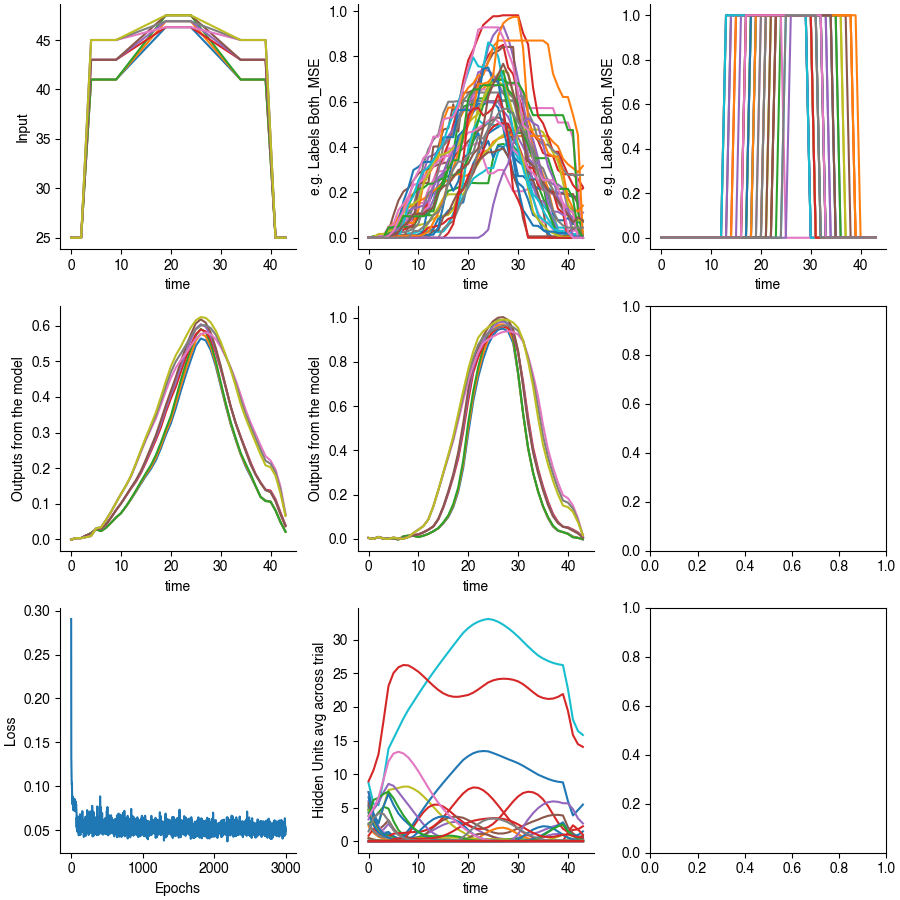 Input
45
40
35
30
25
0 10 20 30 40
time
e.g. Labels Both_MSE
1.0
0.8
0.6
0.4
0.2
0.0
0 10 20 30 40
time
e.g. Labels Both_MSE
1.0
0.8
0.6
0.4
0.2
0.0
0 10 20 30 40
time
Outputs from the model
0.6
0.5
0.4
0.3
0.2
0.1
0.0
0 10 20 30 40
time
Outputs from the model
1.0
0.8
0.6
0.4
0.2
0.0
0 10 20 30 40
time
1.0
0.8
0.6
0.4
0.2
0.0
0.0 0.2 0.4 0.6 0.8 1.0
Loss
0.30
0.25
0.20
0.15
0.10
0.05
0 1000 2000 3000
Epochs
Hidden Units avg across trial
30
25
20
15
10
5
0
0 10 20 30 40
time
1.0
0.8
0.6
0.4
0.2
0.0
0.0 0.2 0.4 0.6 0.8 1.0